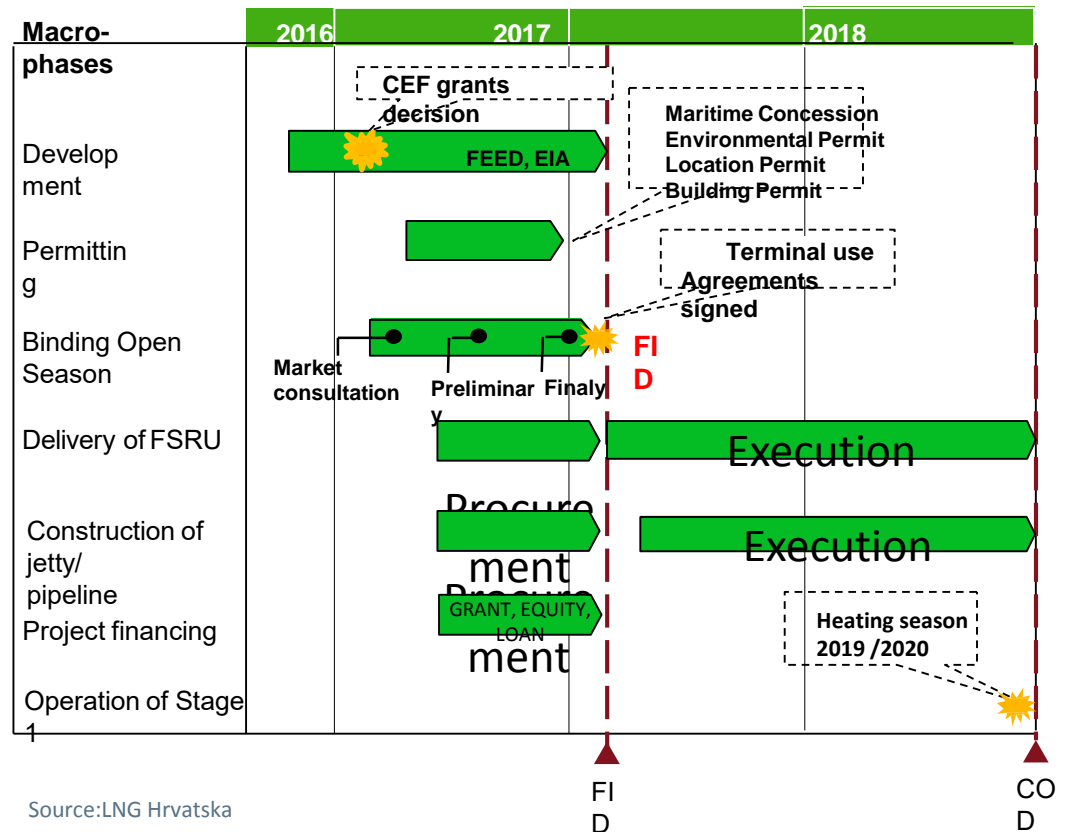 Macro-
phases
2016
2017
2018
CEF grants
decision
Maritime Concession
Environmental Permit
Location Permit
Building Permit
Develop
ment
FEED, EIA
Permittin
g
Terminal use
Agreements
signed
Binding Open
Season
Market
consultation
Preliminar
y
Finaly
FI
D
Delivery of FSRU
Execution
Procure
ment
Construction of
jetty/
pipeline
Execution
Procure
ment
Project financing
GRANT, EQUITY,
LOAN
Heating season
2019 /2020
Operation of Stage
1
FI
D
CO
D
Source:LNG Hrvatska